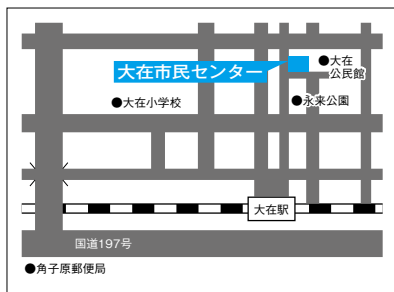 大在市民センター
●大在
公民館
●大在小学校
●永来公園
大在駅
国道197号
●角子原郵便局